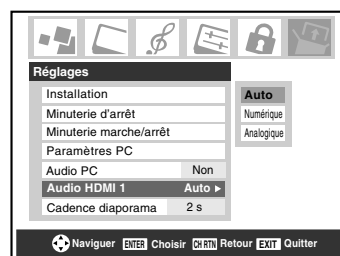 Réglages
Installation
Minuterie d'arrêt
Minuterie marche/arrêt
Paramètres PC
Audio PC Non
Audio HDMI 1 Auto
Cadence diaporama 2 s
Auto
Numérique
Analogique
Naviguer ENTER Choisir CH RTN Retour EXIT Quitter